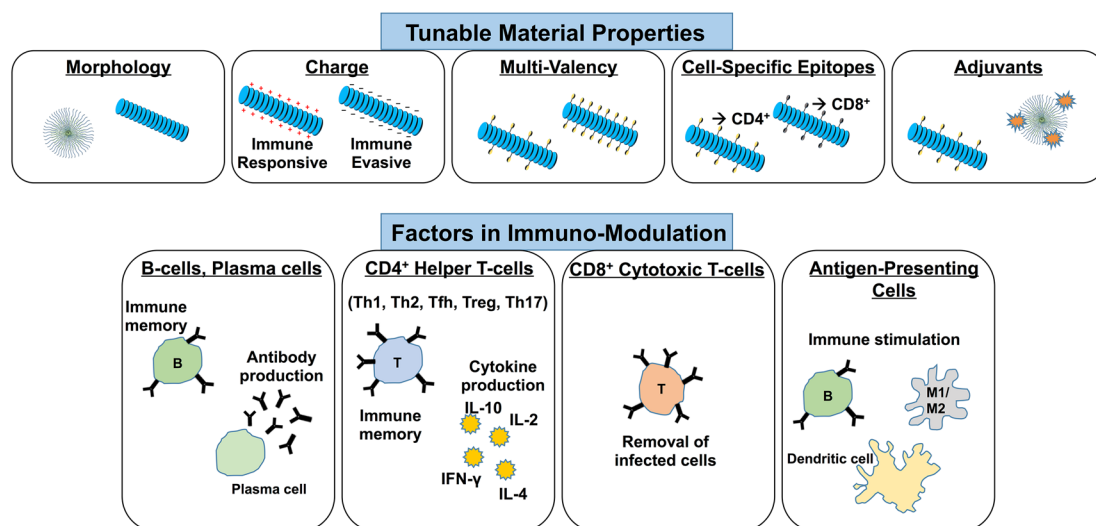 Tunable Material Properties
Morphology
Charge
+ + + + + + +
+ + + + + + +
Immune
Responsive
Immune
Evasive
Multi-Valency
Cell-Specific Epitopes
→ CD4⁺
→ CD8⁺
Adjuvants
Factors in Immuno-Modulation
B-cells, Plasma cells
Immune
memory
B
Antibody
production
Plasma cell
CD4⁺ Helper T-cells
(Th1, Th2, Tfh, Treg, Th17)
T
Immune
memory
Cytokine
production
IL-10
IL-2
IFN-γ
IL-4
CD8⁺ Cytotoxic T-cells
T
Removal of
infected cells
Antigen-Presenting
Cells
Immune stimulation
B
M1/
M2
Dendritic cell